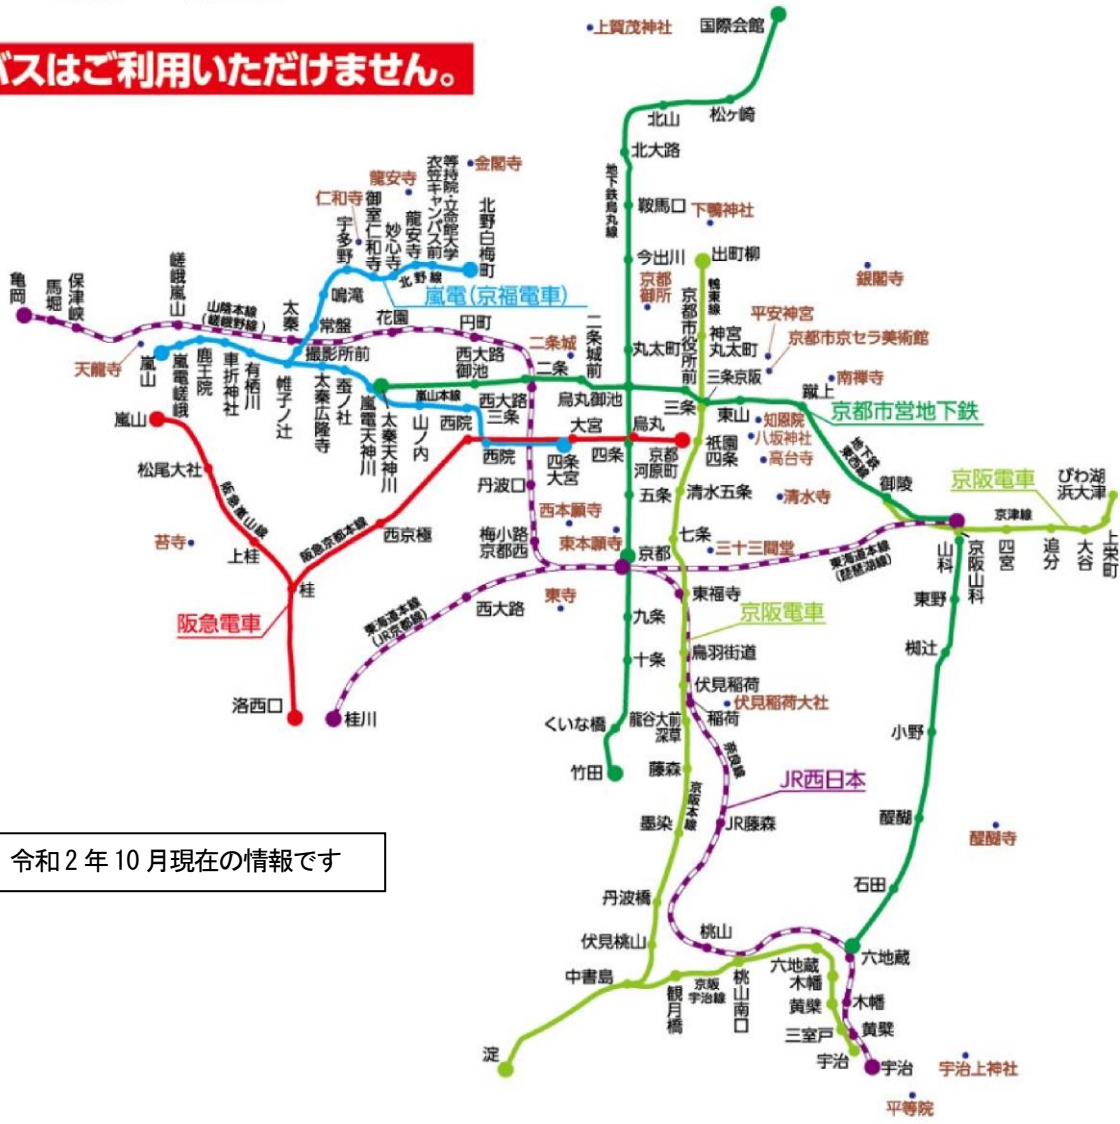 バスはご利用いただけません。
上賀茂神社
国際会館
北山
松ヶ崎
北大路
地下鉄烏丸線
鞍馬口
下鴨神社
今出川
出町柳
京都
御所
鴨東線
銀閣寺
金閣寺
等持院・立命館大学
衣笠キャンパス前
龍安寺
龍安寺
妙心寺
御室仁和寺
仁和寺
宇多野
北野白梅町
北野線
嵐電(京福電車)
鳴滝
常盤
撮影所前
亀岡
馬堀
保津峡
嵯峨嵐山
山陰本線
(嵯峨野線)
太秦
花園
円町
二条城
二条城前
二条
丸太町
京都市役所前
神宮
丸太町
平安神宮
京都市京セラ美術館
三条京阪
南禅寺
蹴上
京都市営地下鉄
天龍寺
嵐山
嵐電嵯峨
鹿王院
車折神社
有栖川
帷子ノ辻
太秦広隆寺
蚕ノ社
嵐電天神川
太秦天神川
嵐山本線
山ノ内
西院
西大路
御池
西大路
三条
烏丸御池
三条
東山
知恩院
八坂神社
高台寺
地下鉄
東西線
御陵
嵐山
松尾大社
阪急嵐山線
上桂
苔寺
桂
阪急京都本線
西京極
西院
四条
大宮
大宮
四条
烏丸
京都
河原町
祇園
四条
丹波口
五条
清水五条
清水寺
京阪電車
びわ湖
浜大津
京津線
上栄町
大谷
追分
四宮
京阪山科
山科
東海道本線
(琵琶湖線)
梅小路
京都西
西本願寺
東本願寺
京都
七条
三十三間堂
東福寺
京阪電車
阪急電車
東海道本線
(JR京都線)
西大路
東寺
九条
十条
鳥羽街道
伏見稲荷
伏見稲荷大社
稲荷
龍谷大前
深草
奈良線
洛西口
桂川
くいな橋
竹田
藤森
京阪本線
JR西日本
墨染
JR藤森
東野
椥辻
小野
醍醐
醍醐寺
石田
令和2年10月現在の情報です
丹波橋
伏見桃山
桃山
中書島
観月橋
京阪
宇治線
桃山南口
六地蔵
六地蔵
木幡
木幡
黄檗
黄檗
三室戸
宇治
宇治
淀
宇治上神社
平等院